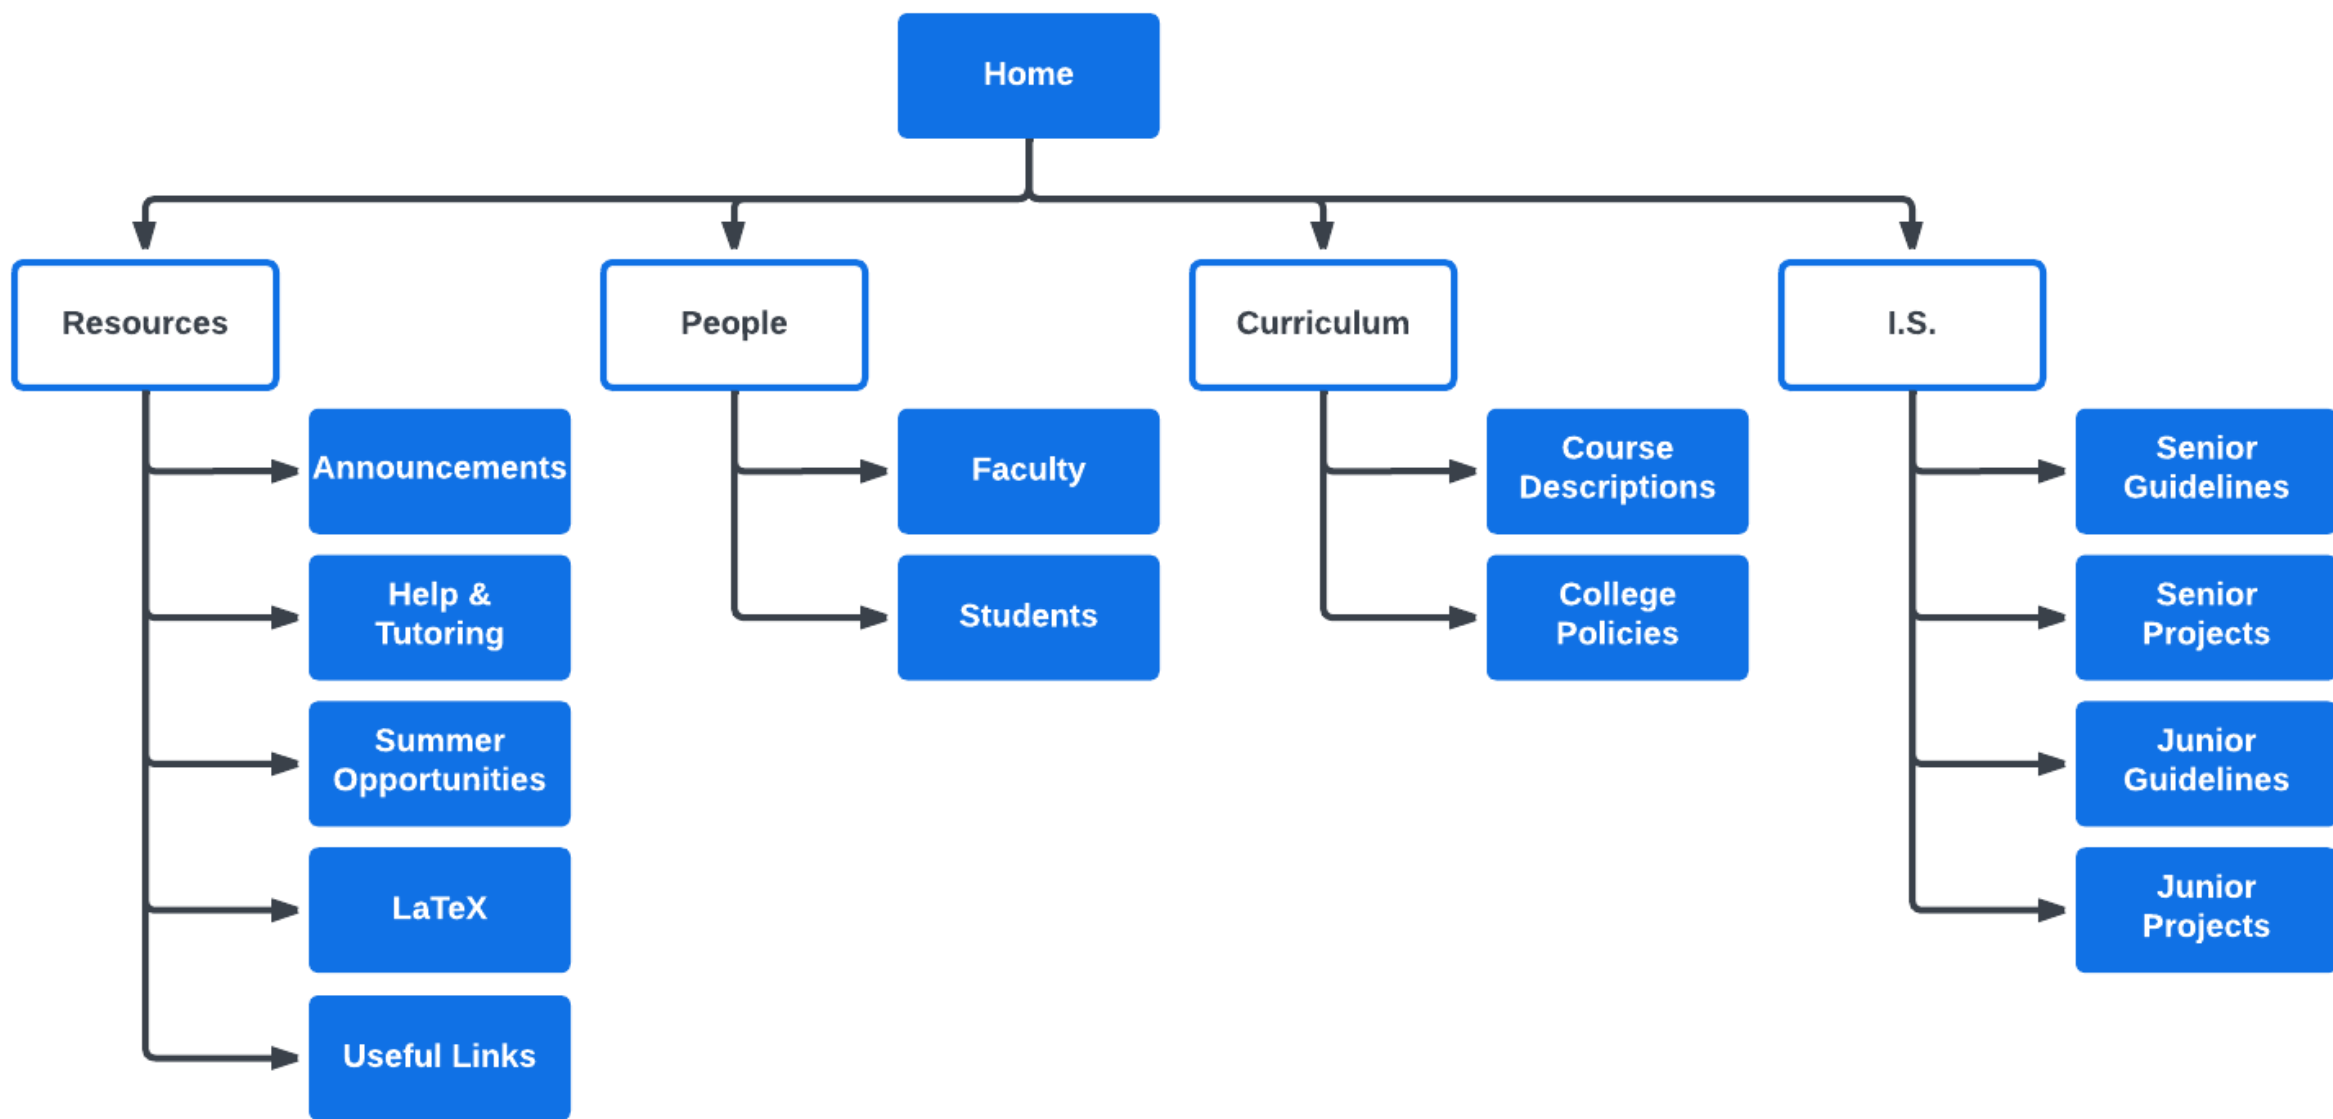 Home
Resources
People
Curriculum
I.S.
Announcements
Help &
Tutoring
Summer
Opportunities
LaTeX
Useful Links
Faculty
Students
Course
Descriptions
College
Policies
Senior
Guidelines
Senior
Projects
Junior
Guidelines
Junior
Projects